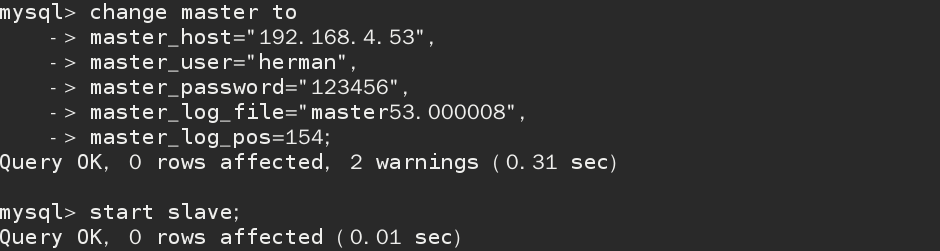 mysql> change master to
    -> master_host="192.168.4.53",
    -> master_user="herman",
    -> master_password="123456",
    -> master_log_file="master53.000008",
    -> master_log_pos=154;
Query OK, 0 rows affected, 2 warnings (0.31 sec)

mysql> start slave;
Query OK, 0 rows affected (0.01 sec)